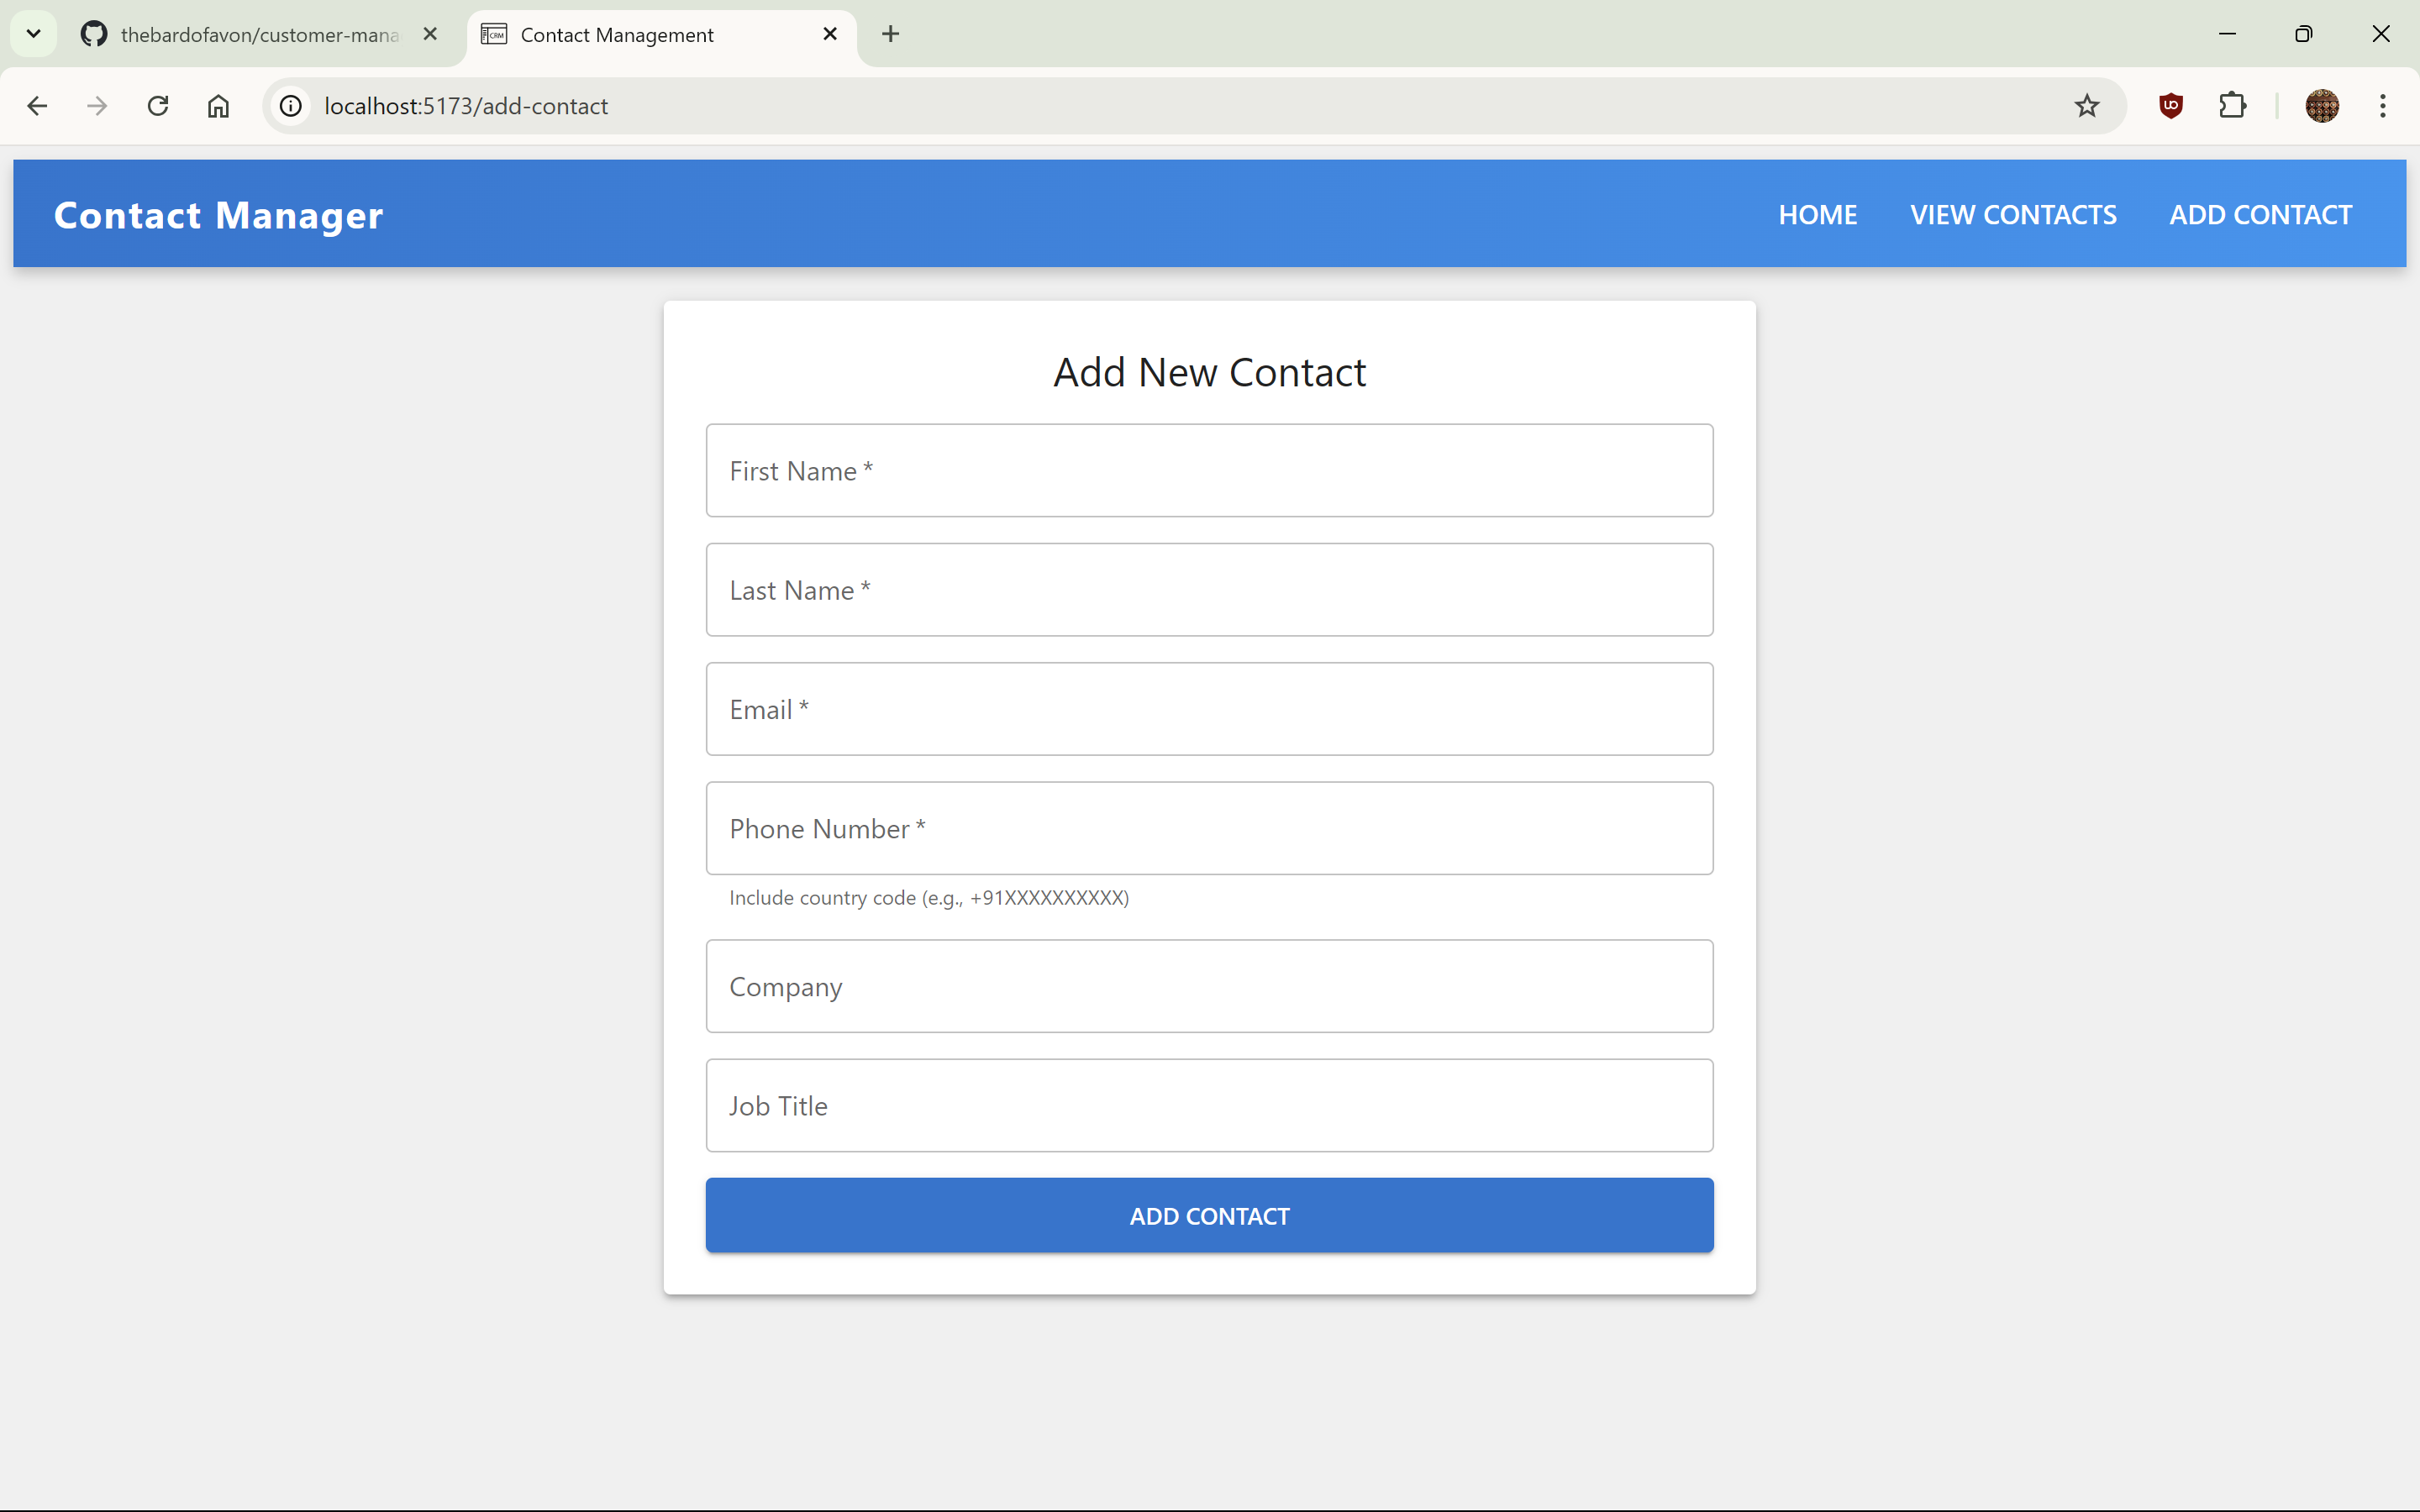 thebardofavon/customer-mana
Contact Management
localhost:5173/add-contact
Contact Manager
HOME
VIEW CONTACTS
ADD CONTACT
Add New Contact
First Name *
Last Name *
Email *
Phone Number *
Include country code (e.g., +91XXXXXXXXXX)
Company
Job Title
ADD CONTACT